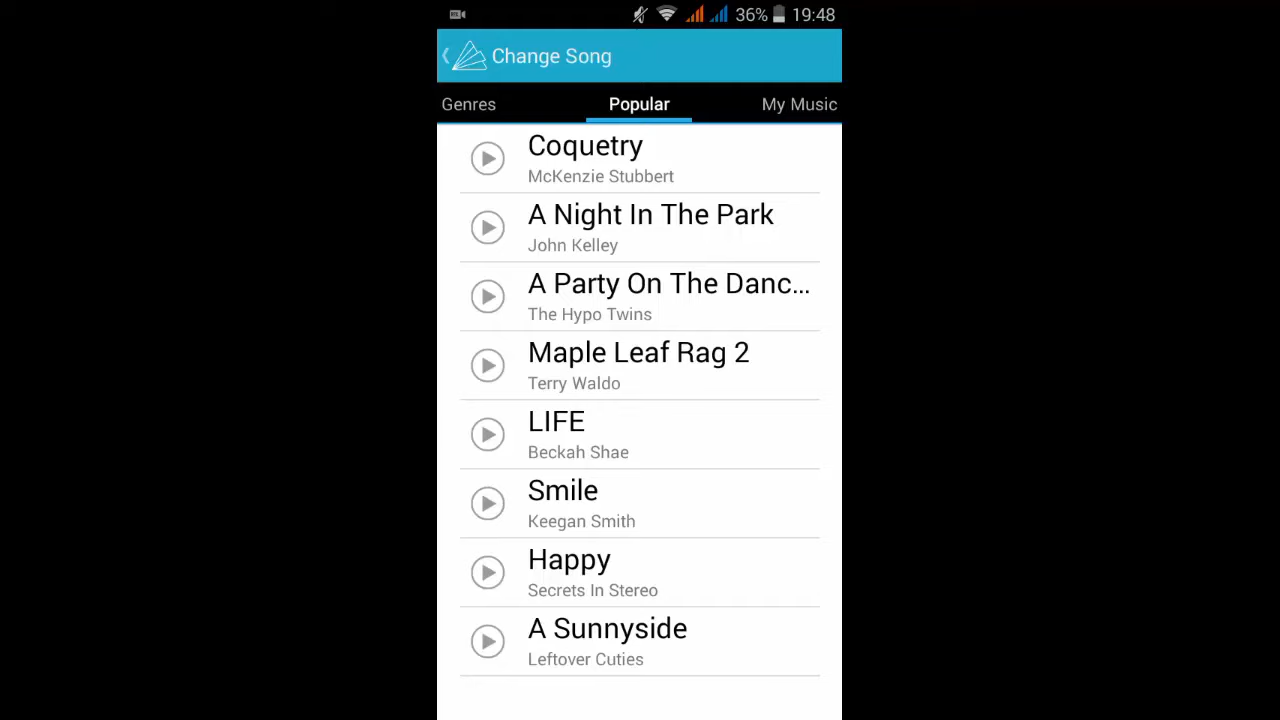 36% 19:48
Change Song
Genres Popular My Music
Coquetry
McKenzie Stubbert
A Night In The Park
John Kelley
A Party On The Danc...
The Hypo Twins
Maple Leaf Rag 2
Terry Waldo
LIFE
Beckah Shae
Smile
Keegan Smith
Happy
Secrets In Stereo
A Sunnyside
Leftover Cuties